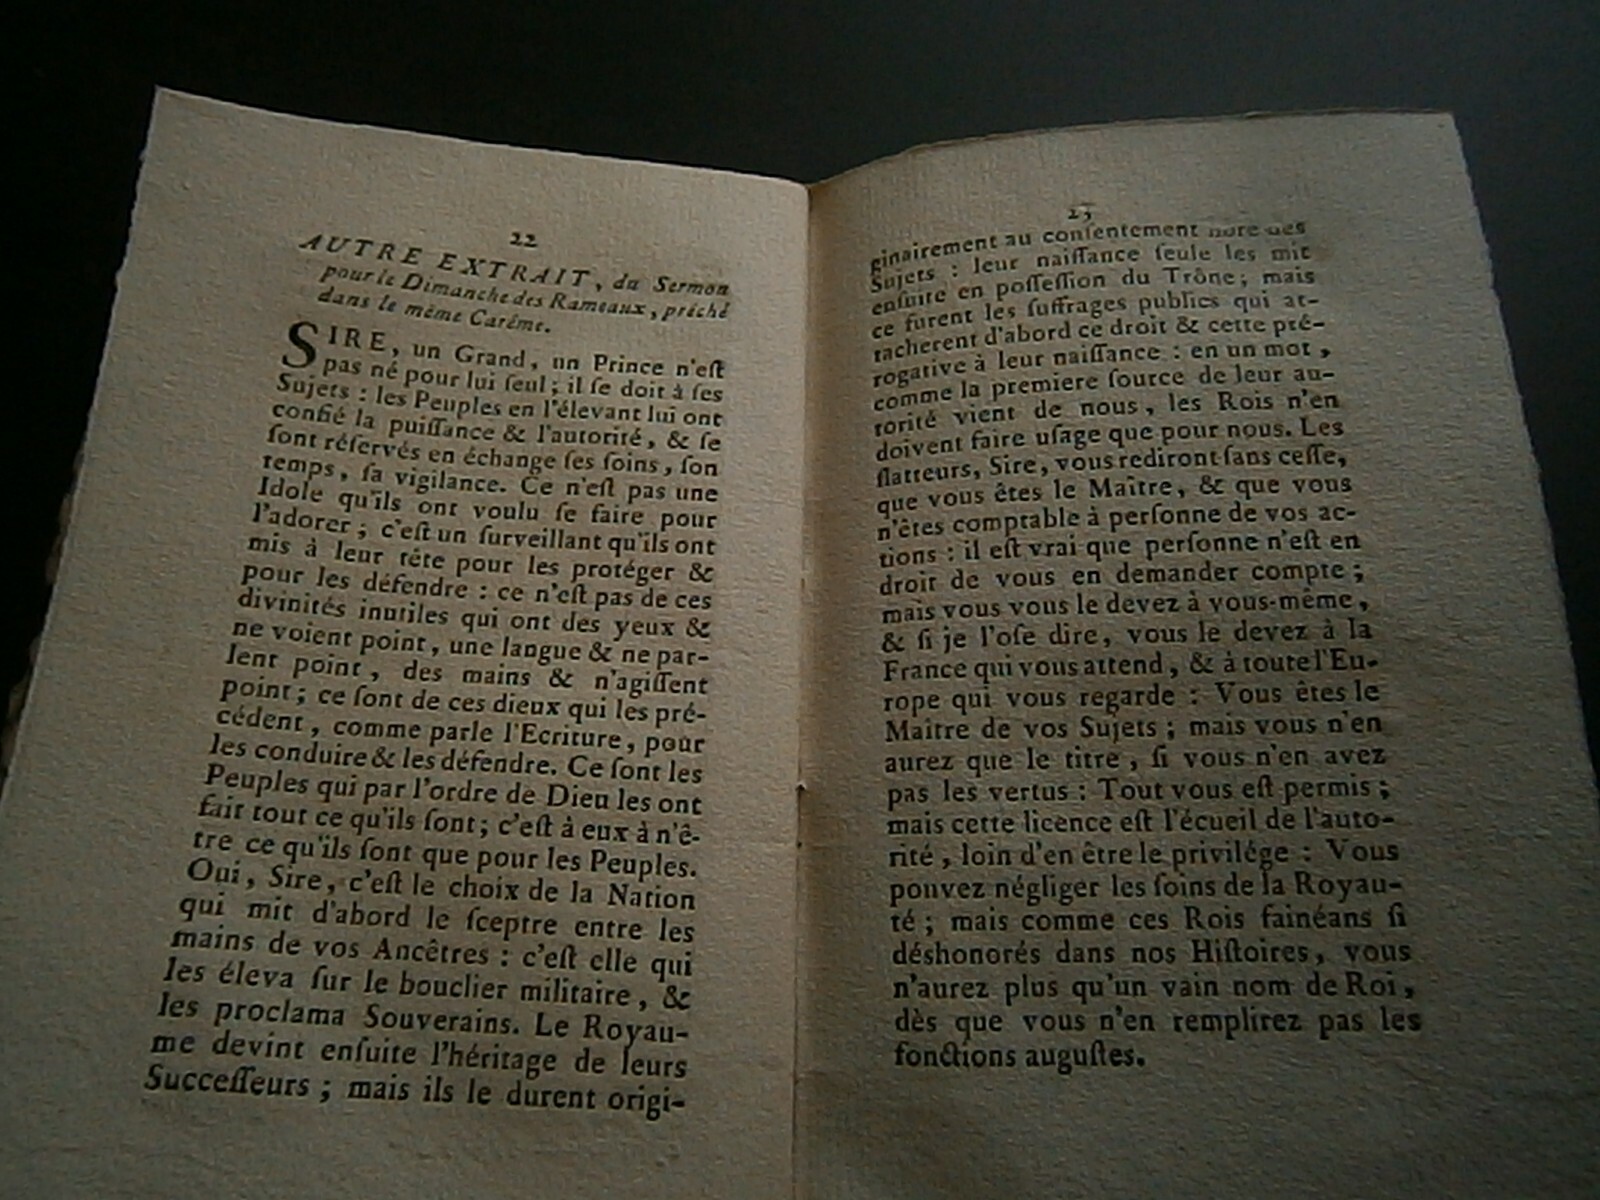 22
AUTRE EXTRAIT, du Sermon
pour le Dimanche des Rameaux, prêché
dans le même Carême.
SIRE, un Grand, un Prince n'eſt
pas né pour lui ſeul; il ſe doit à ſes
Sujets : les Peuples en l'élevant lui ont
confié la puiſſance & l'autorité, & ſe
ſont réſervés en échange ſes ſoins, ſon
temps, ſa vigilance. Ce n'eſt pas une
Idole qu'ils ont voulu ſe faire pour
l'adorer; c'eſt un ſurveillant qu'ils ont
mis à leur tête pour les protéger &
pour les défendre : ce n'eſt pas de ces
divinités inutiles qui ont des yeux &
ne voient point, une langue & ne par-
lent point, des mains & n'agiſſent
point; ce ſont de ces dieux qui les pré-
cédent, comme parle l'Ecriture, pour
les conduire & les défendre. Ce ſont les
Peuples qui par l'ordre de Dieu les ont
fait tout ce qu'ils ſont; c'eſt à eux à n'ê-
tre ce qu'ils ſont que pour les Peuples.
Oui, Sire, c'eſt le choix de la Nation
qui mit d'abord le ſceptre entre les
mains de vos Ancêtres : c'eſt elle qui
les éleva ſur le bouclier militaire, &
les proclama Souverains. Le Royau-
me devint enſuite l'héritage de leurs
Succeſſeurs; mais ils le durent origi-
23
ginairement au conſentement libre des
Sujets : leur naiſſance ſeule les mit
enſuite en poſſeſſion du Trône; mais
ce furent les ſuffrages publics qui at-
tacherent d'abord ce droit & cette pré-
rogative à leur naiſſance : en un mot,
comme la premiere ſource de leur au-
torité vient de nous, les Rois n'en
doivent faire uſage que pour nous. Les
flatteurs, Sire, vous rediront ſans ceſſe,
que vous êtes le Maître, & que vous
n'êtes comptable à perſonne de vos ac-
tions : il eſt vrai que perſonne n'eſt en
droit de vous en demander compte;
mais vous vous le devez à vous-même,
& ſi je l'oſe dire, vous le devez à la
France qui vous attend, & à toute l'Eu-
rope qui vous regarde : Vous êtes le
Maître de vos Sujets; mais vous n'en
aurez que le titre, ſi vous n'en avez
pas les vertus : Tout vous eſt permis;
mais cette licence eſt l'écueil de l'auto-
rité, loin d'en être le privilége : Vous
pouvez négliger les ſoins de la Royau-
té; mais comme ces Rois fainéans ſi
déshonorés dans nos Hiſtoires, vous
n'aurez plus qu'un vain nom de Roi,
dès que vous n'en remplirez pas les
fonctions auguſtes.